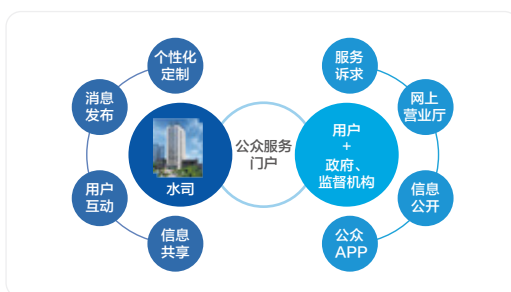 个性化
定制
消息
发布
用户
互动
信息
共享
水司
公众服务
门户
用户
+
政府、
监督机构
服务
诉求
网上
营业厅
信息
公开
公众
APP